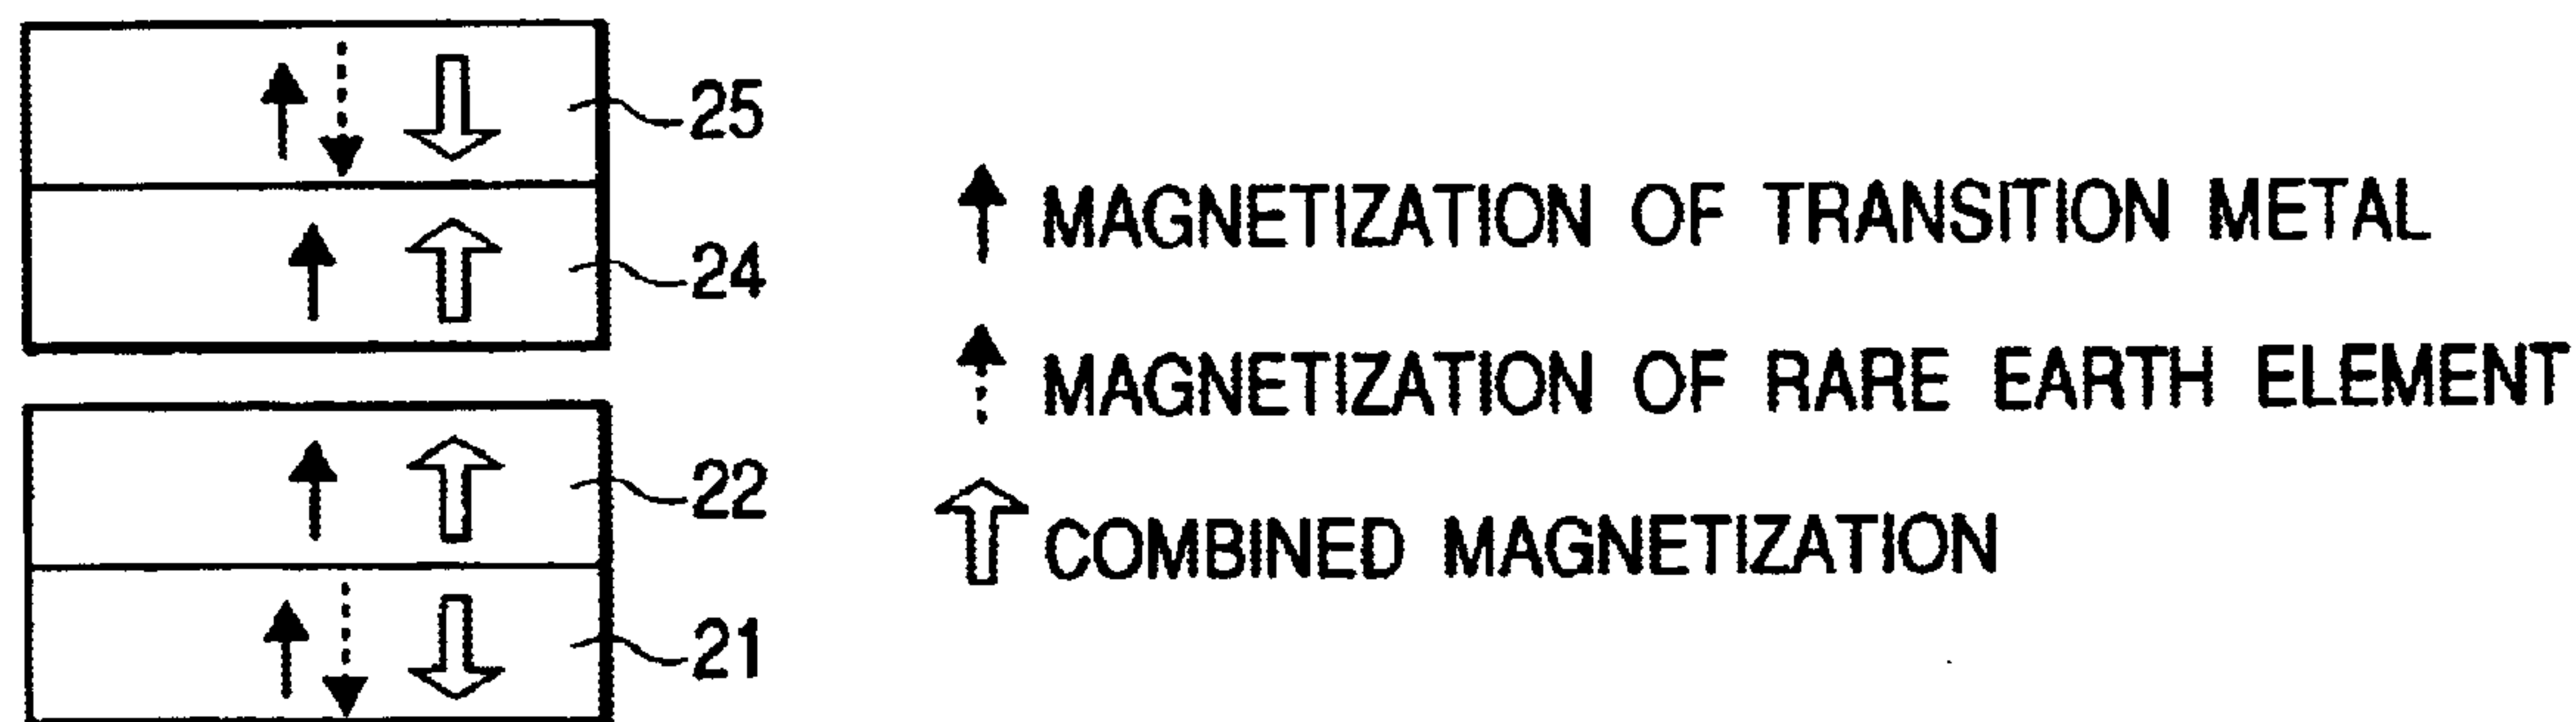 25
24
22
21
MAGNETIZATION OF TRANSITION METAL
MAGNETIZATION OF RARE EARTH ELEMENT
COMBINED MAGNETIZATION